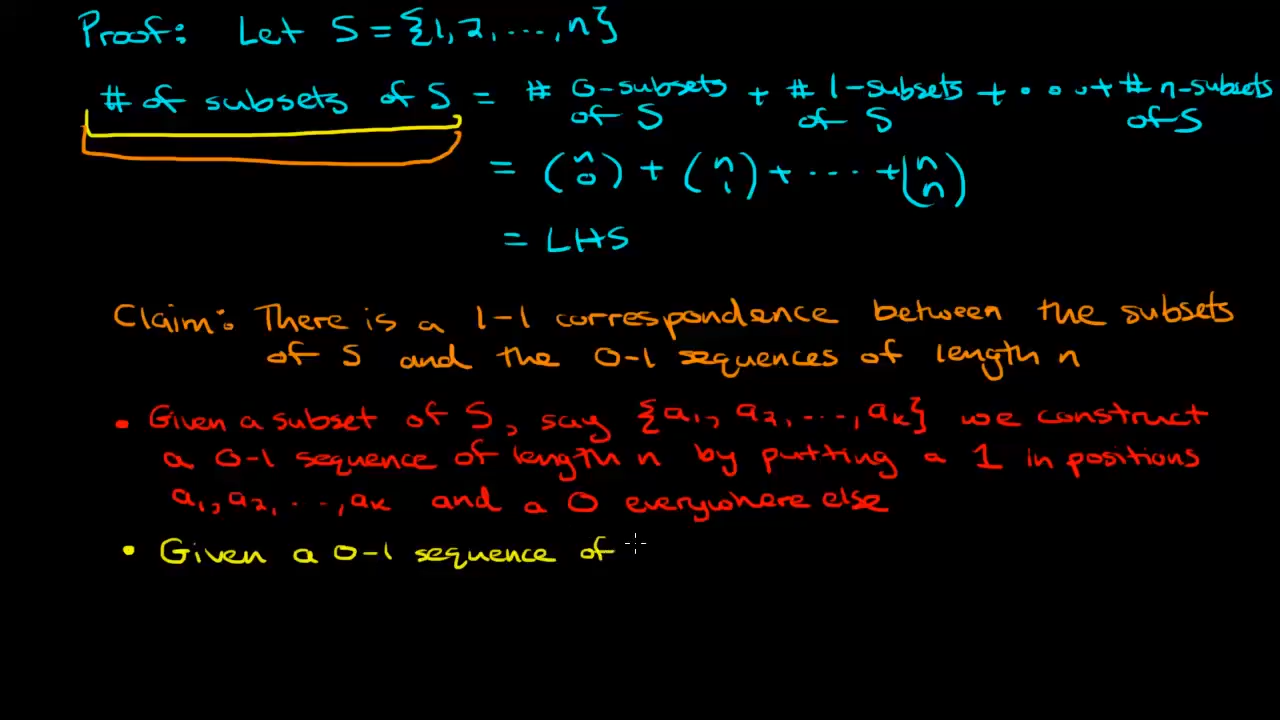 Proof: Let S = {1, 2, ..., n}
# of subsets of S = # 0-subsets of S + # 1-subsets of S + ... + # n-subsets of S
= (n 0) + (n 1) + ... + (n n)
= LHS
Claim: There is a 1-1 correspondence between the subsets
of S and the 0-1 sequences of length n
• Given a subset of S, say {a₁, a₂, ..., aₖ} we construct
a 0-1 sequence of length n by putting a 1 in positions
a₁, a₂, ..., aₖ and a 0 everywhere else
• Given a 0-1 sequence of